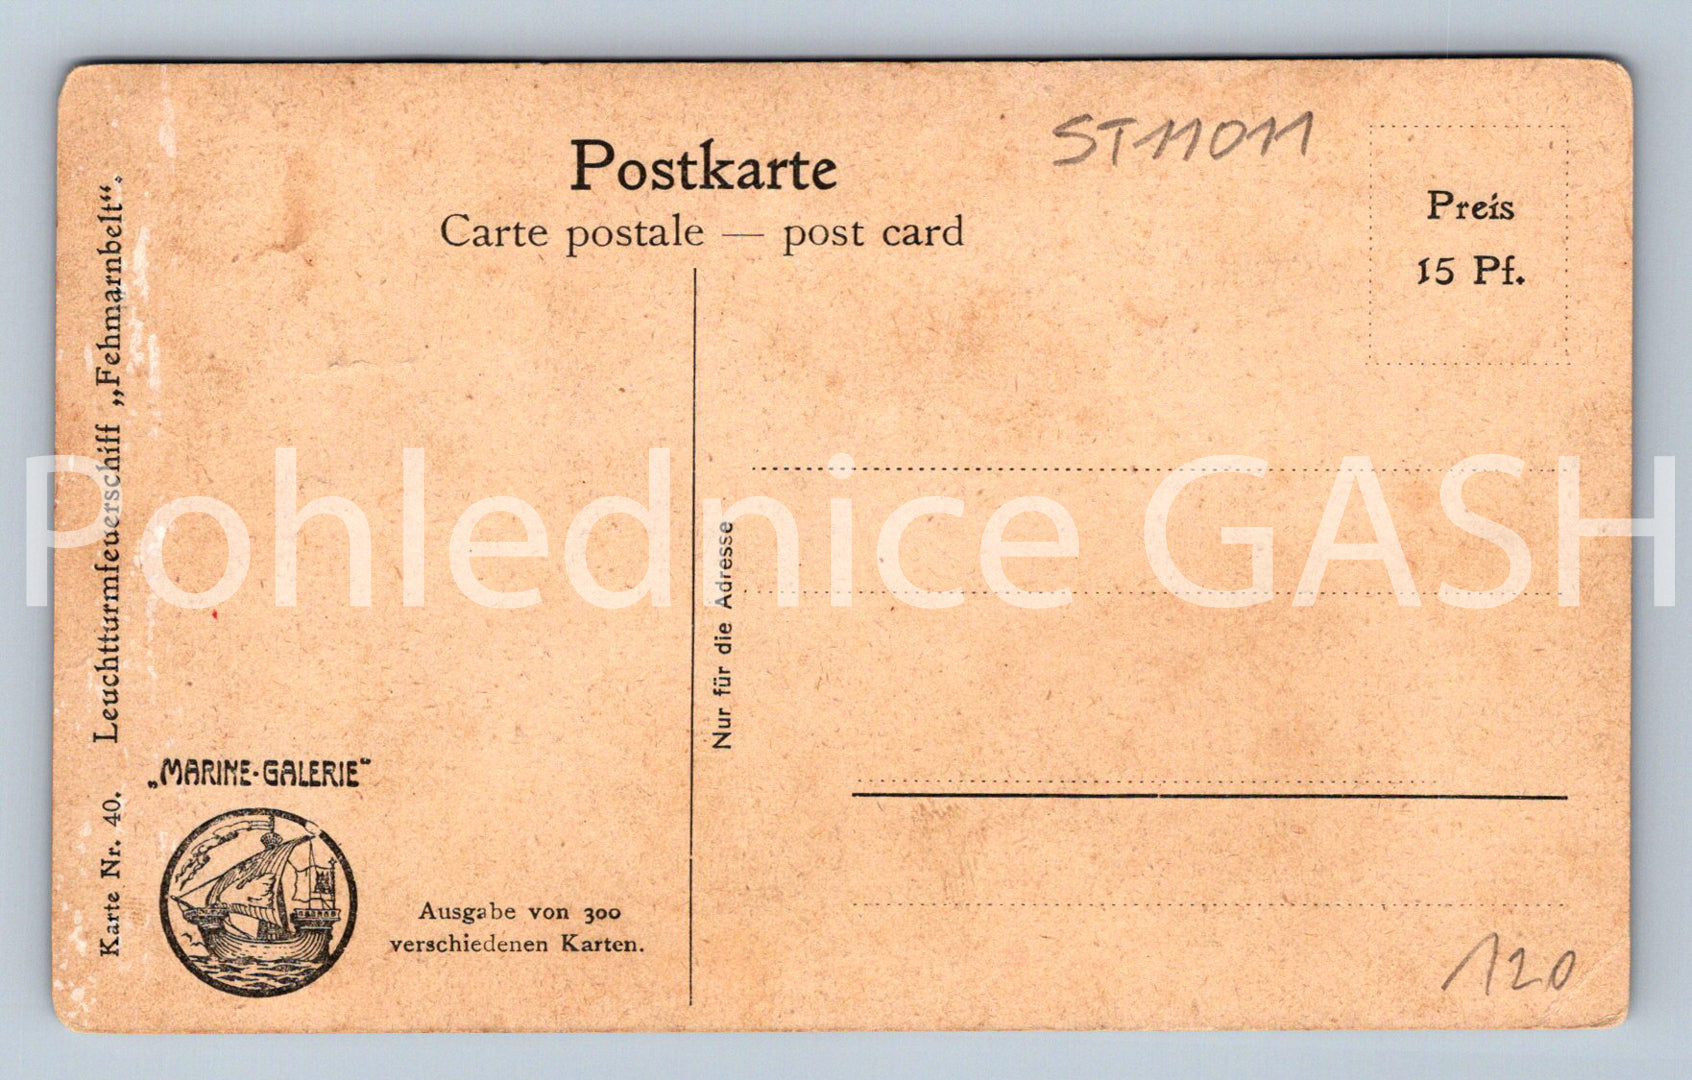 Postkarte
Carte postale — post card
ST11011
Preis
15 Pf.
Karte Nr. 40. Leuchtturmfeuerschiff „Fehmarnbelt“.
Nur für die Adresse
„MARINE-GALERIE“
Ausgabe von 300
verschiedenen Karten.
120
Pohlednice GASH